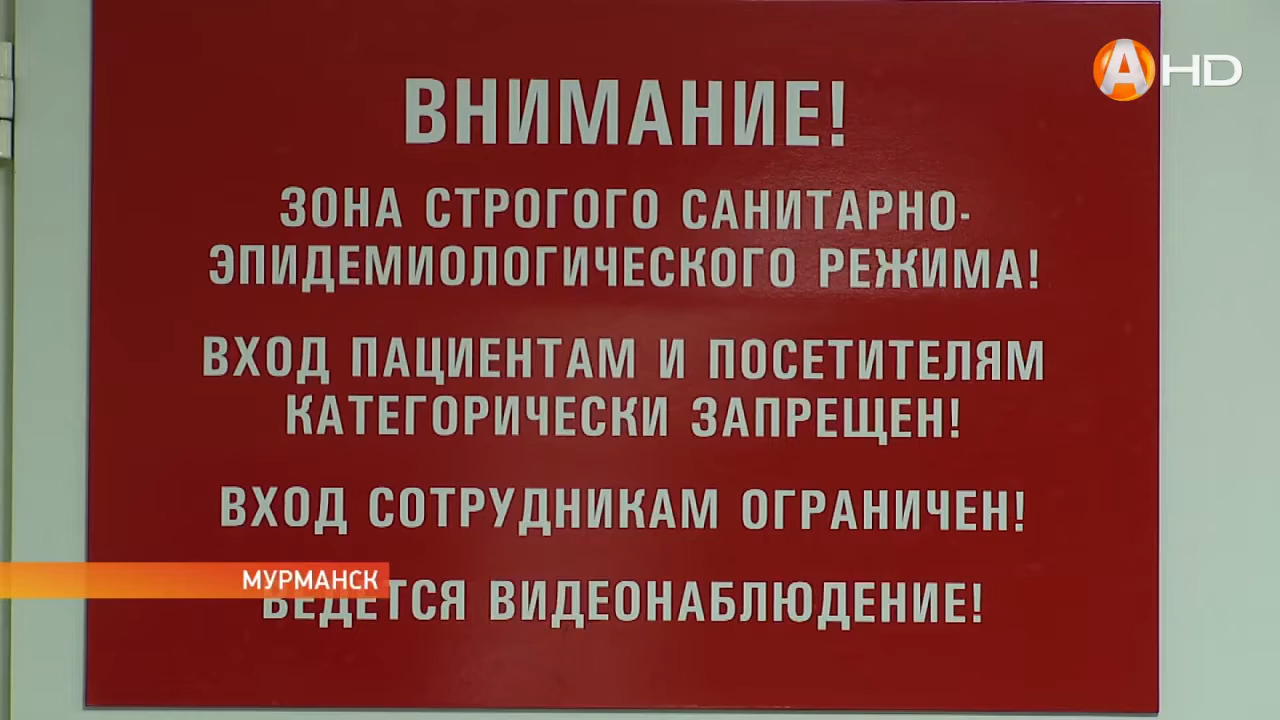 А HD
ВНИМАНИЕ!
ЗОНА СТРОГОГО САНИТАРНО-
ЭПИДЕМИОЛОГИЧЕСКОГО РЕЖИМА!
ВХОД ПАЦИЕНТАМ И ПОСЕТИТЕЛЯМ
КАТЕГОРИЧЕСКИ ЗАПРЕЩЕН!
ВХОД СОТРУДНИКАМ ОГРАНИЧЕН!
МУРМАНСК
ВЕДЕТСЯ ВИДЕОНАБЛЮДЕНИЕ!